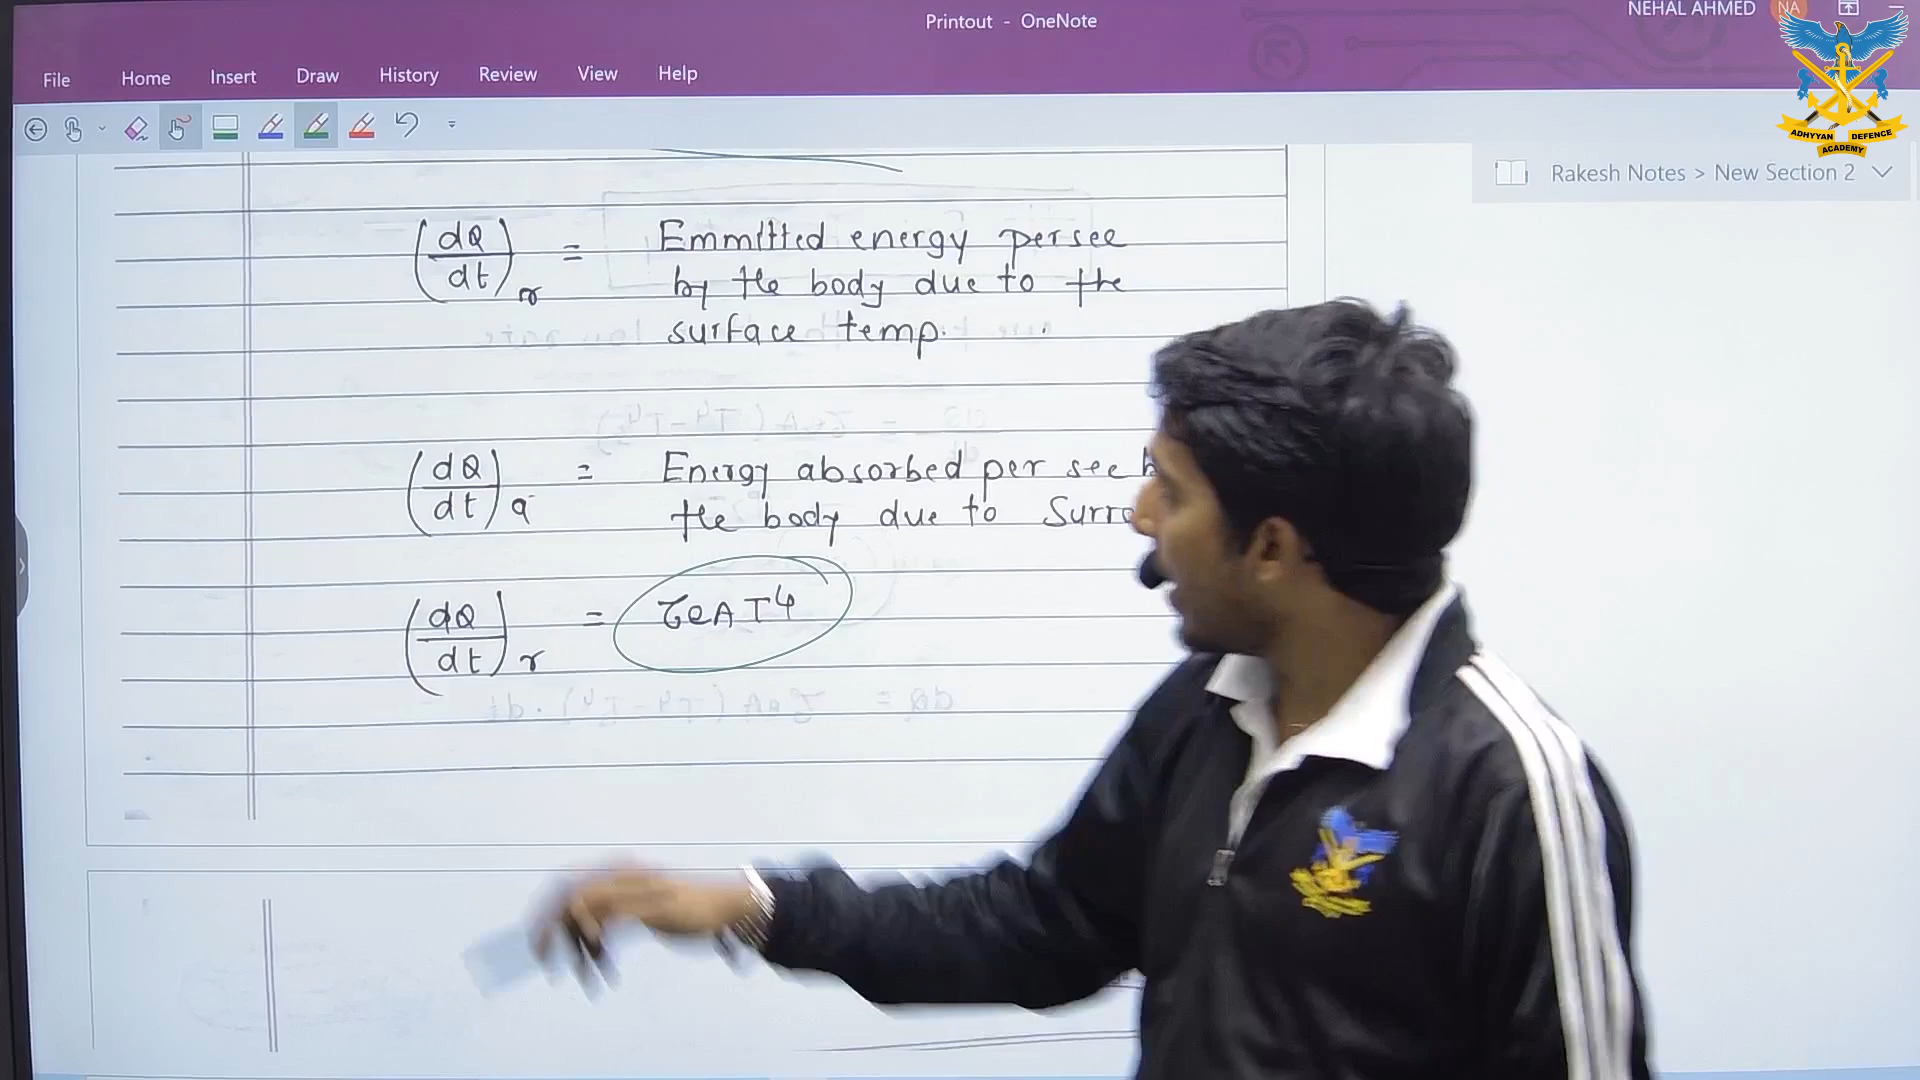 Printout - OneNote
NEHAL AHMED NA
File Home Insert Draw History Review View Help
ADHYYAN DEFENCE
ACADEMY
Rakesh Notes > New Section 2
(dQ/dt)r = Emmitted energy per sec
by the body due to the
surface temp.
(dQ/dt)a = Energy absorbed per sec
the body due to
(dQ/dt)r = σeAT⁴